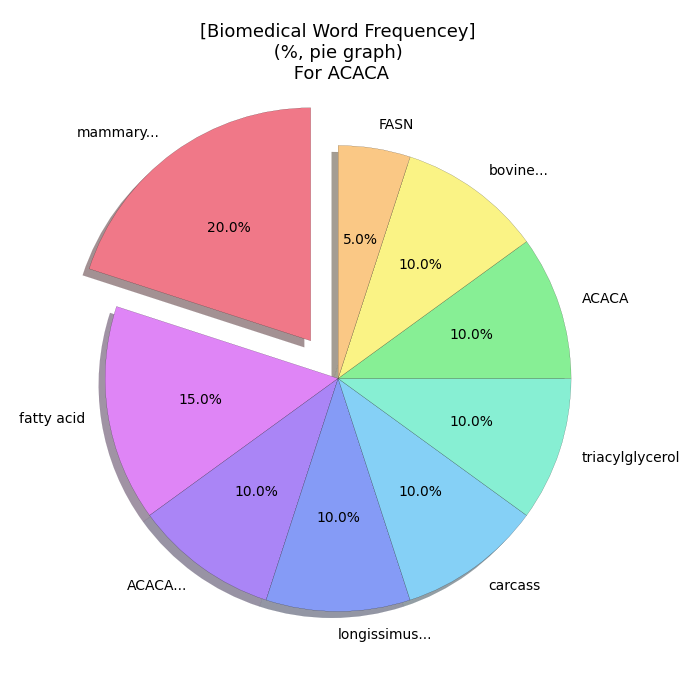 [Biomedical Word Frequencey]
(%, pie graph)
For ACACA
mammary...
20.0%
FASN
5.0%
bovine...
10.0%
ACACA
10.0%
triacylglycerol
10.0%
carcass
10.0%
longissimus...
10.0%
ACACA...
10.0%
fatty acid
15.0%